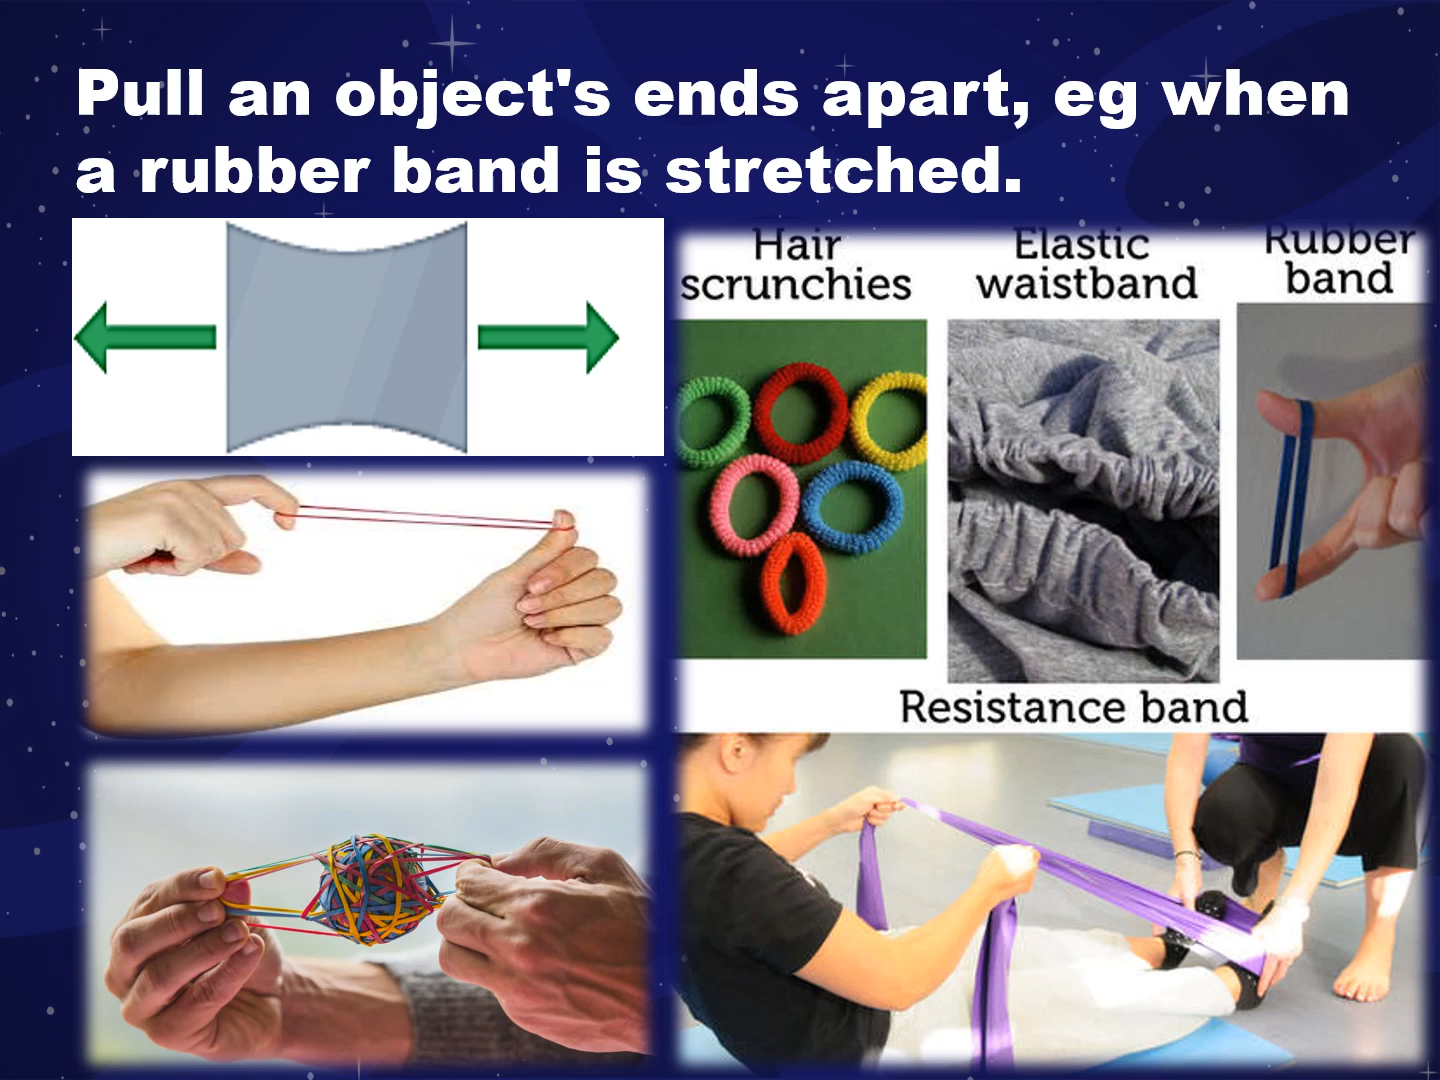 Pull an object's ends apart, eg when
a rubber band is stretched.
Hair
scrunchies
Elastic
waistband
Rubber
band
Resistance band